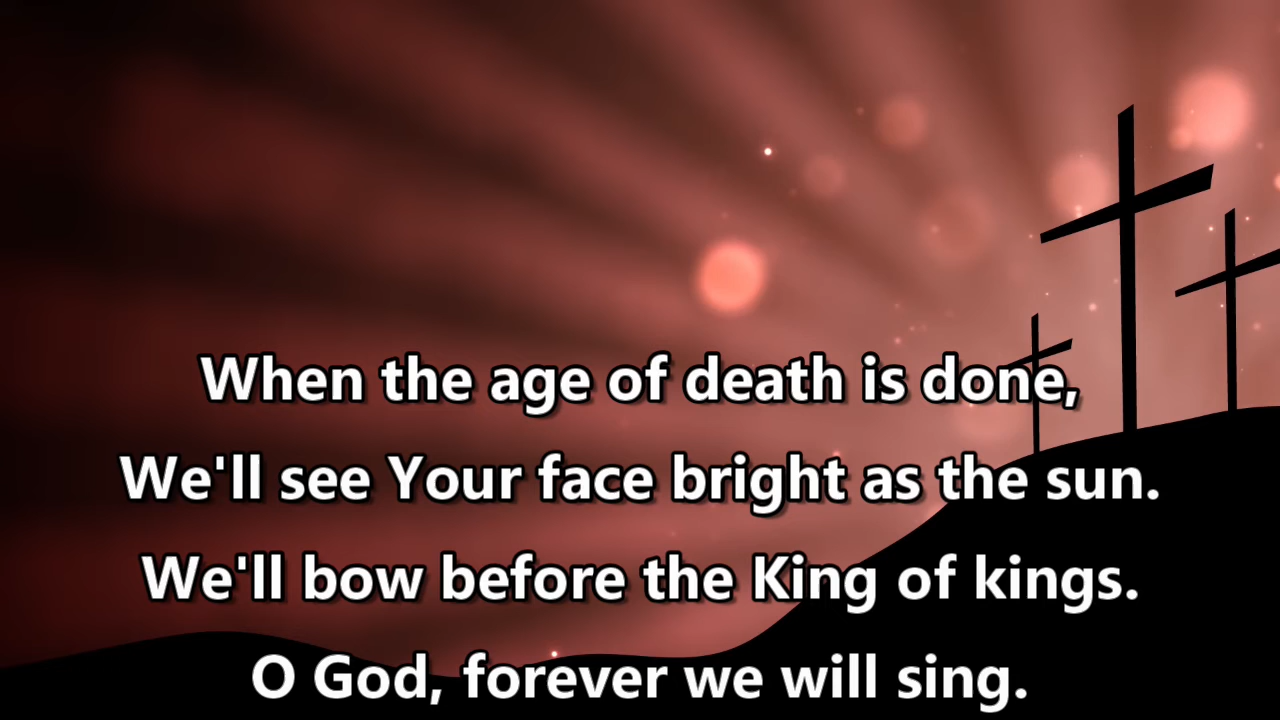 When the age of death is done,
We'll see Your face bright as the sun.
We'll bow before the King of kings.
O God, forever we will sing.